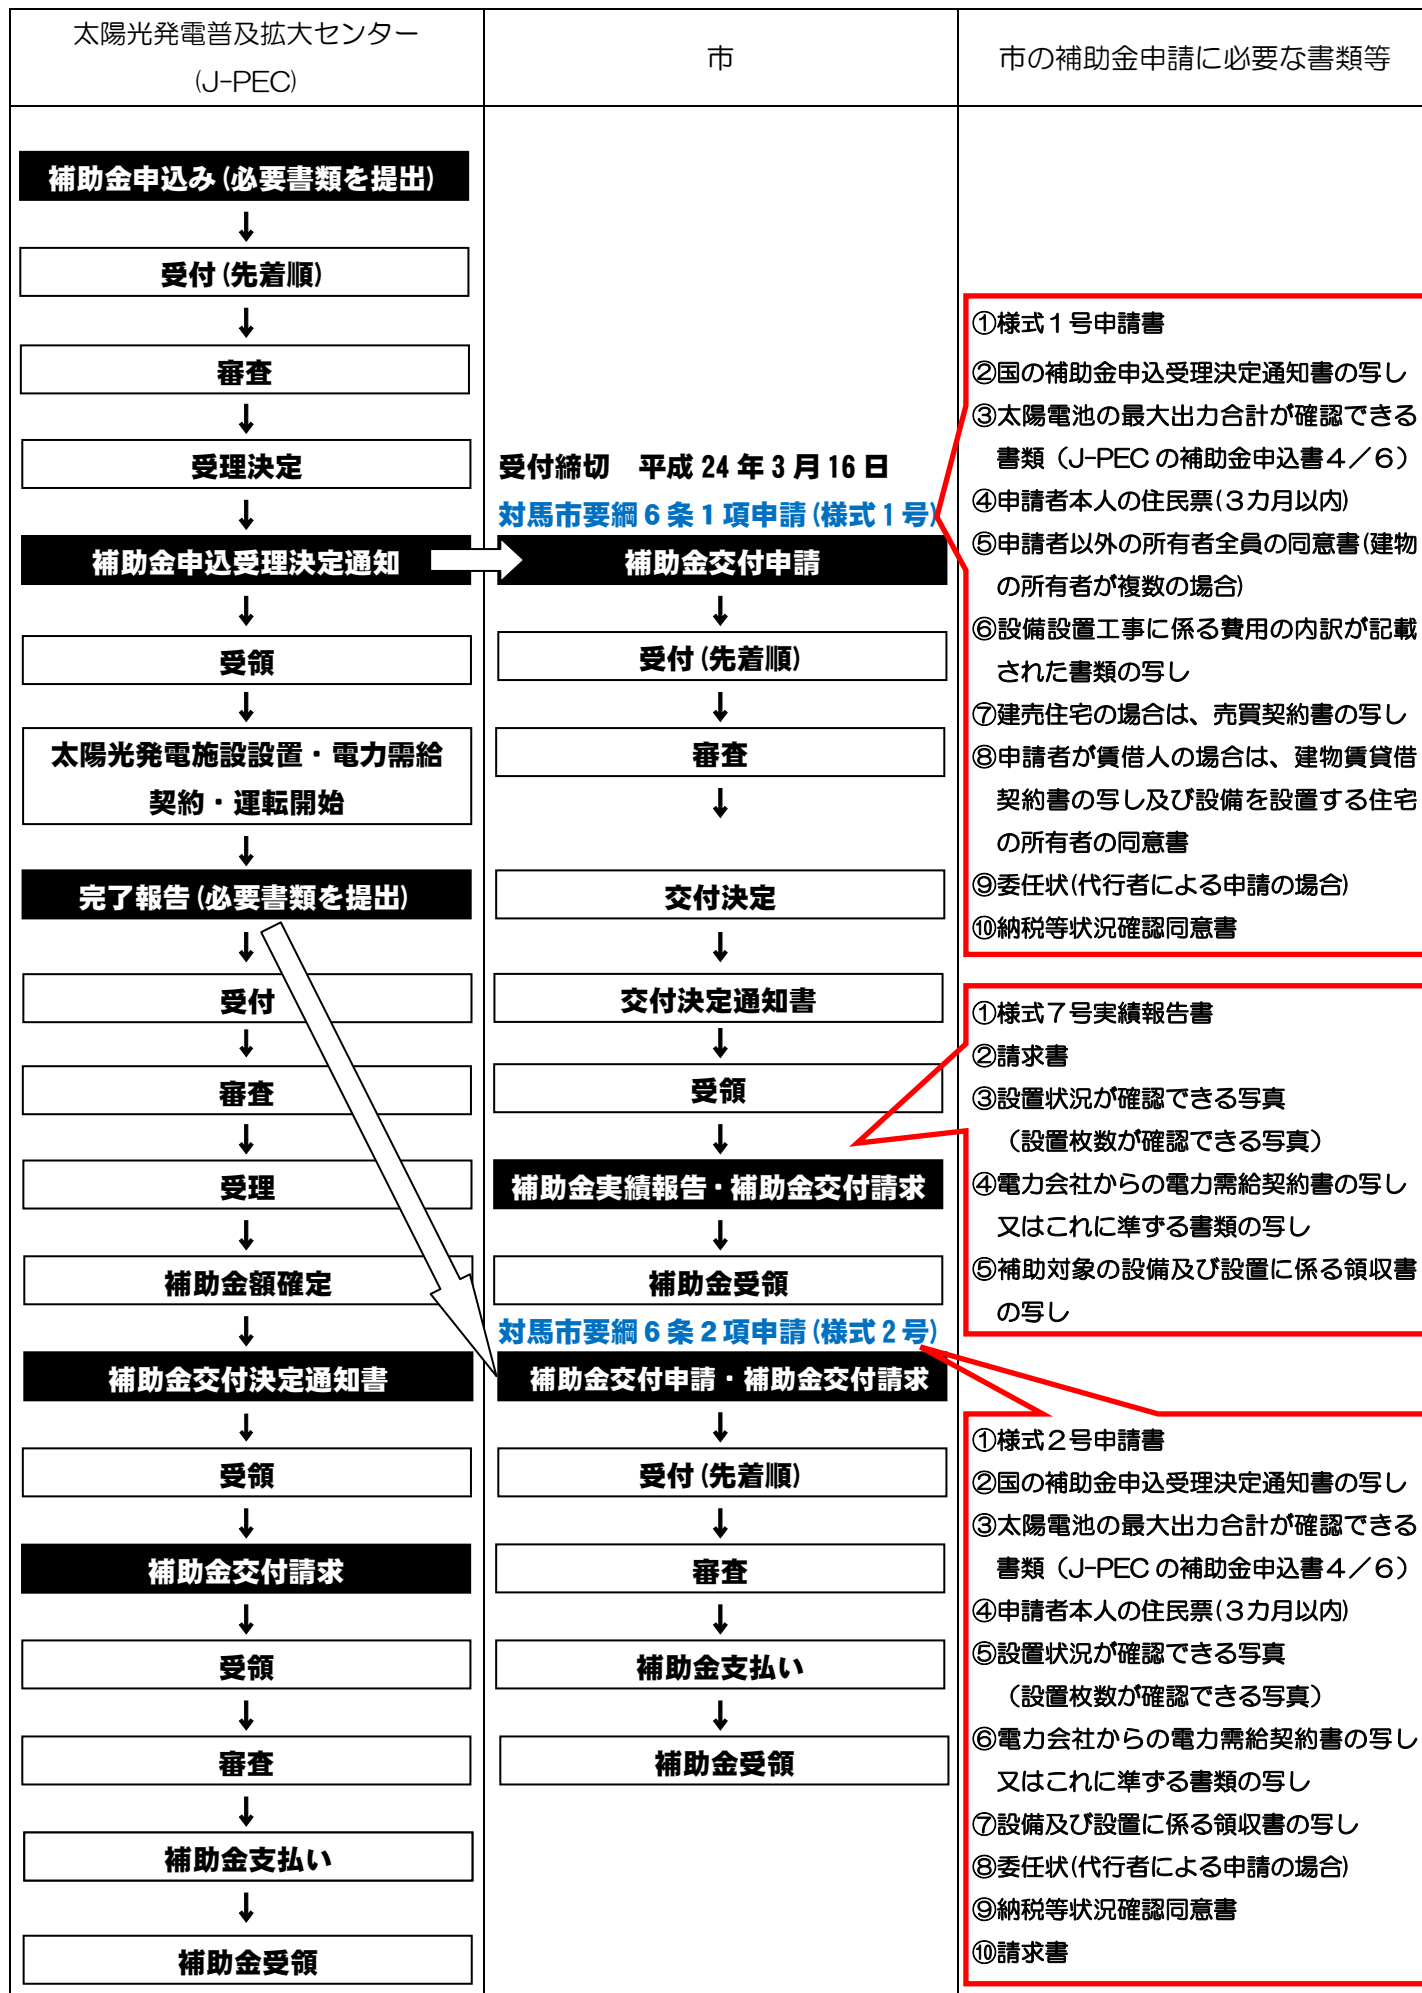 太陽光発電普及拡大センター
(J-PEC)
市
市の補助金申請に必要な書類等
補助金申込み(必要書類を提出)
↓
受付(先着順)
↓
審査
↓
受理決定
↓
補助金申込受理決定通知
↓
受領
↓
太陽光発電施設設置・電力需給
契約・運転開始
↓
完了報告(必要書類を提出)
↓
受付
↓
審査
↓
受理
↓
補助金額確定
↓
補助金交付決定通知書
↓
受領
↓
補助金交付請求
↓
受領
↓
審査
↓
補助金支払い
↓
補助金受領
受付締切　平成24年3月16日
対馬市要綱6条1項申請(様式1号)
補助金交付申請
↓
受付(先着順)
↓
審査
↓
交付決定
↓
交付決定通知書
↓
受領
↓
補助金実績報告・補助金交付請求
↓
補助金受領
対馬市要綱6条2項申請(様式2号)
補助金交付申請・補助金交付請求
↓
受付(先着順)
↓
審査
↓
補助金支払い
↓
補助金受領
①様式１号申請書
②国の補助金申込受理決定通知書の写し
③太陽電池の最大出力合計が確認できる
書類（J-PECの補助金申込書４／６）
④申請者本人の住民票(３カ月以内)
⑤申請者以外の所有者全員の同意書(建物
の所有者が複数の場合)
⑥設備設置工事に係る費用の内訳が記載
された書類の写し
⑦建売住宅の場合は、売買契約書の写し
⑧申請者が賃借人の場合は、建物賃貸借
契約書の写し及び設備を設置する住宅
の所有者の同意書
⑨委任状(代行者による申請の場合)
⑩納税等状況確認同意書
①様式７号実績報告書
②請求書
③設置状況が確認できる写真
（設置枚数が確認できる写真）
④電力会社からの電力需給契約書の写し
又はこれに準ずる書類の写し
⑤補助対象の設備及び設置に係る領収書
の写し
①様式２号申請書
②国の補助金申込受理決定通知書の写し
③太陽電池の最大出力合計が確認できる
書類（J-PECの補助金申込書４／６）
④申請者本人の住民票(３カ月以内)
⑤設置状況が確認できる写真
（設置枚数が確認できる写真）
⑥電力会社からの電力需給契約書の写し
又はこれに準ずる書類の写し
⑦設備及び設置に係る領収書の写し
⑧委任状(代行者による申請の場合)
⑨納税等状況確認同意書
⑩請求書